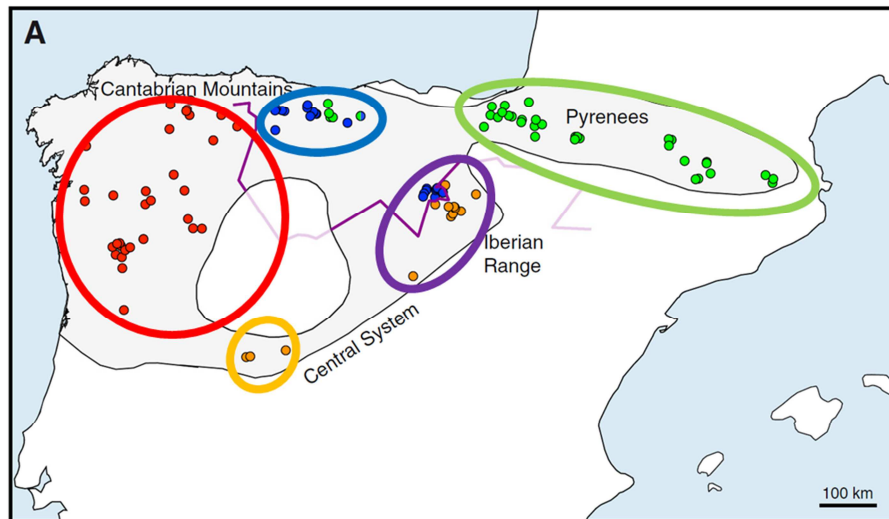 A
Cantabrian Mountains
Pyrenees
Iberian
Range
Central System
100 km